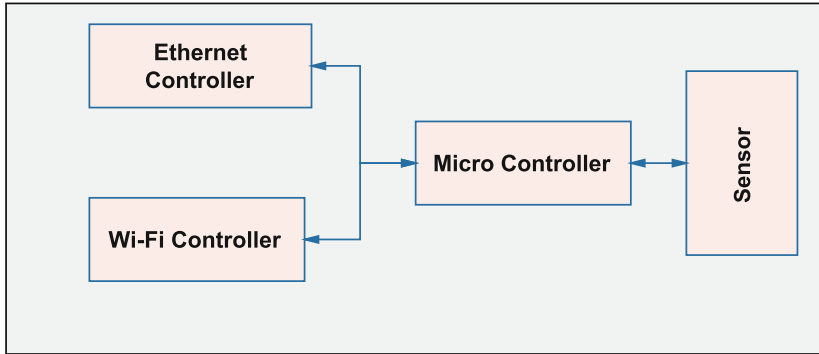 Ethernet
Controller
Micro Controller
Sensor
Wi-Fi Controller